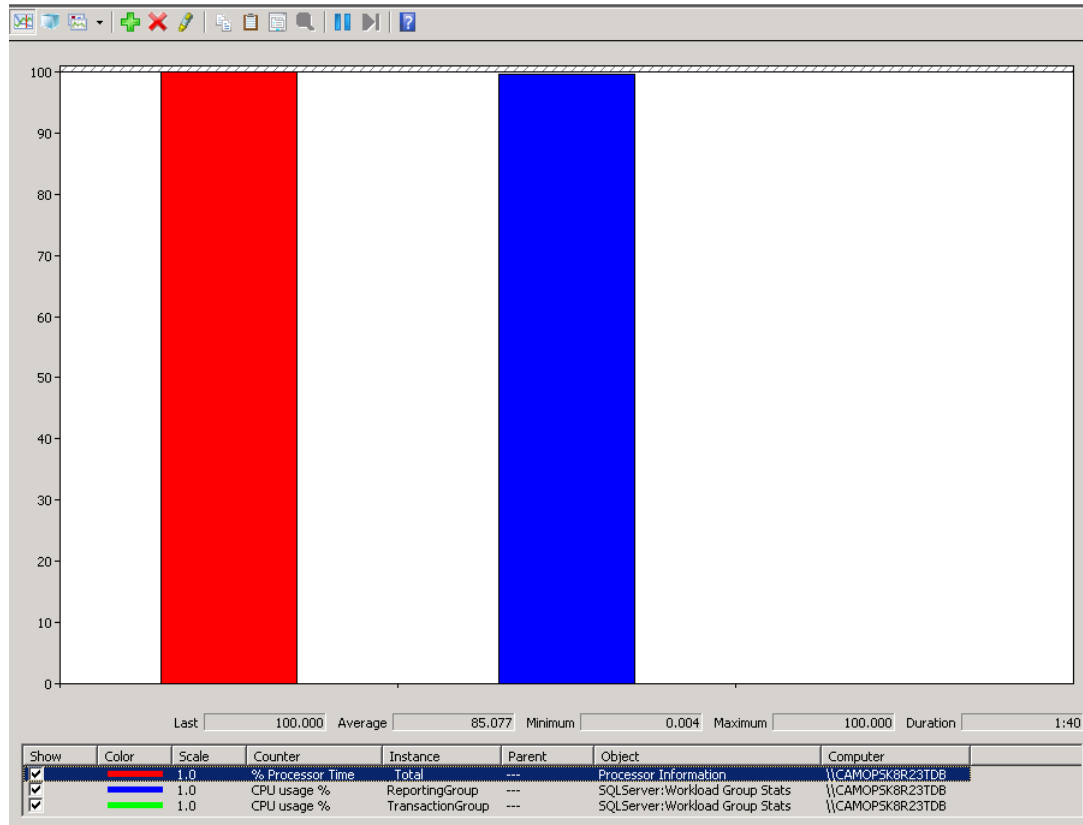 100
90
80
70
60
50
40
30
20
10
0
Last 100.000 Average 85.077 Minimum 0.004 Maximum 100.000 Duration 1:40
Show Color Scale Counter Instance Parent Object Computer
1.0 % Processor Time _Total --- Processor Information \\CAMOPSK8R23TDB
1.0 CPU usage % ReportingGroup --- SQLServer:Workload Group Stats \\CAMOPSK8R23TDB
1.0 CPU usage % TransactionGroup --- SQLServer:Workload Group Stats \\CAMOPSK8R23TDB